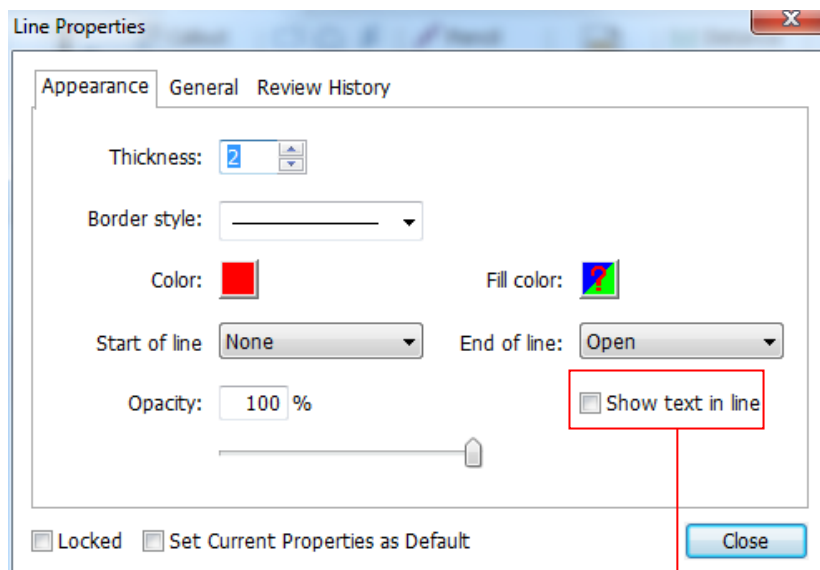 Line Properties
Appearance General Review History
Thickness: 2
Border style:
Color: Fill color: ?
Start of line None End of line: Open
Opacity: 100 % Show text in line
Locked Set Current Properties as Default Close